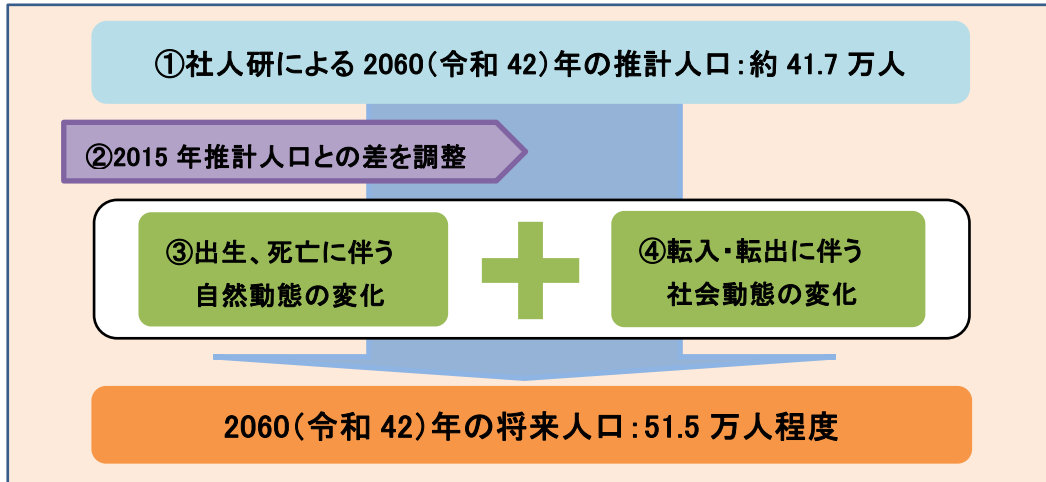 ①社人研による 2060(令和 42)年の推計人口:約 41.7 万人
②2015 年推計人口との差を調整
③出生、死亡に伴う
自然動態の変化
④転入・転出に伴う
社会動態の変化
2060(令和 42)年の将来人口:51.5 万人程度